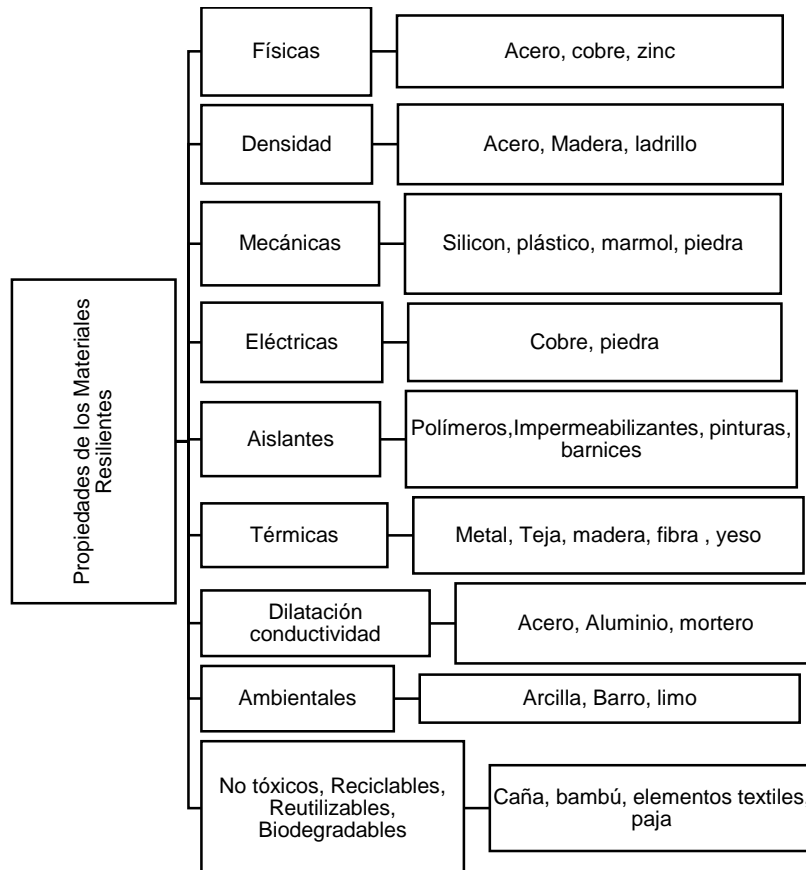 Propiedades de los Materiales
Resilientes
Físicas
Acero, cobre, zinc
Densidad
Acero, Madera, ladrillo
Mecánicas
Silicon, plástico, marmol, piedra
Eléctricas
Cobre, piedra
Aislantes
Polímeros,Impermeabilizantes, pinturas,
barnices
Térmicas
Metal, Teja, madera, fibra , yeso
Dilatación
conductividad
Acero, Aluminio, mortero
Ambientales
Arcilla, Barro, limo
No tóxicos, Reciclables,
Reutilizables,
Biodegradables
Caña, bambú, elementos textiles,
paja